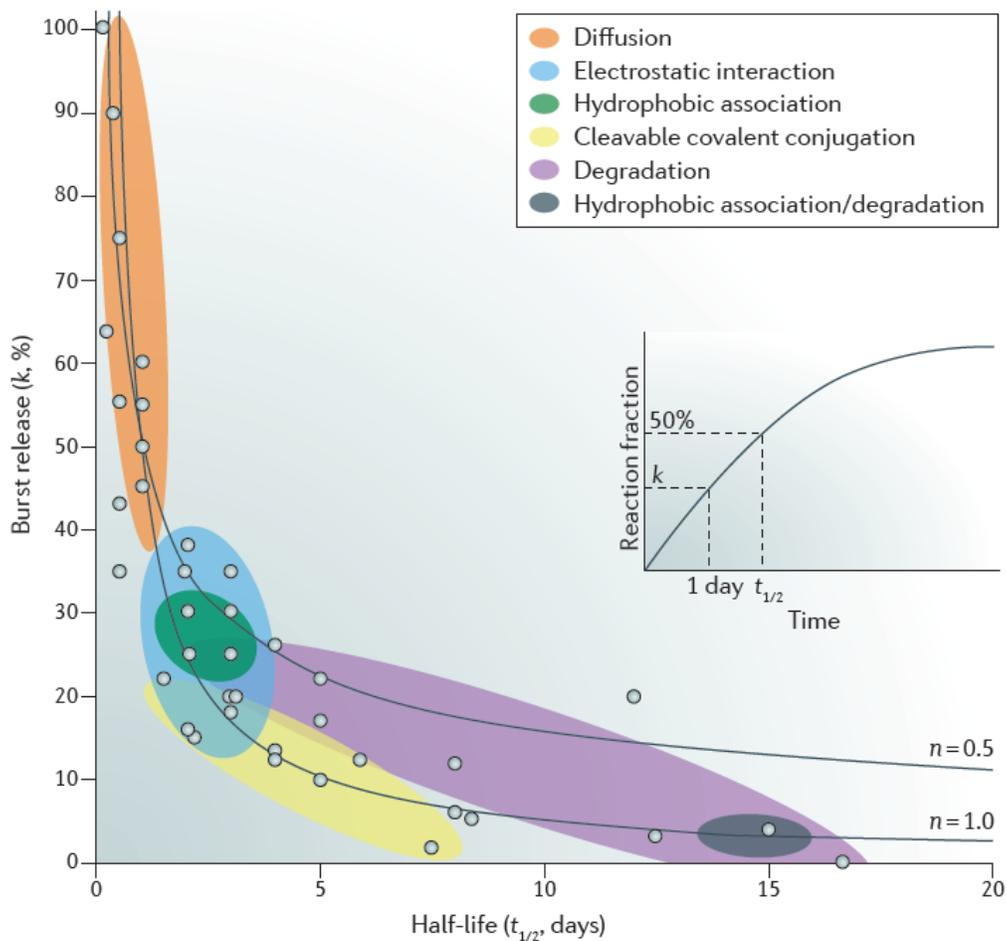 Diffusion
Electrostatic interaction
Hydrophobic association
Cleavable covalent conjugation
Degradation
Hydrophobic association/degradation
Burst release (k, %)
100
90
80
70
60
50
40
30
20
10
0
0
5
10
15
20
Half-life (t1/2, days)
n = 0.5
n = 1.0
Reaction fraction
50%
k
1 day t1/2
Time